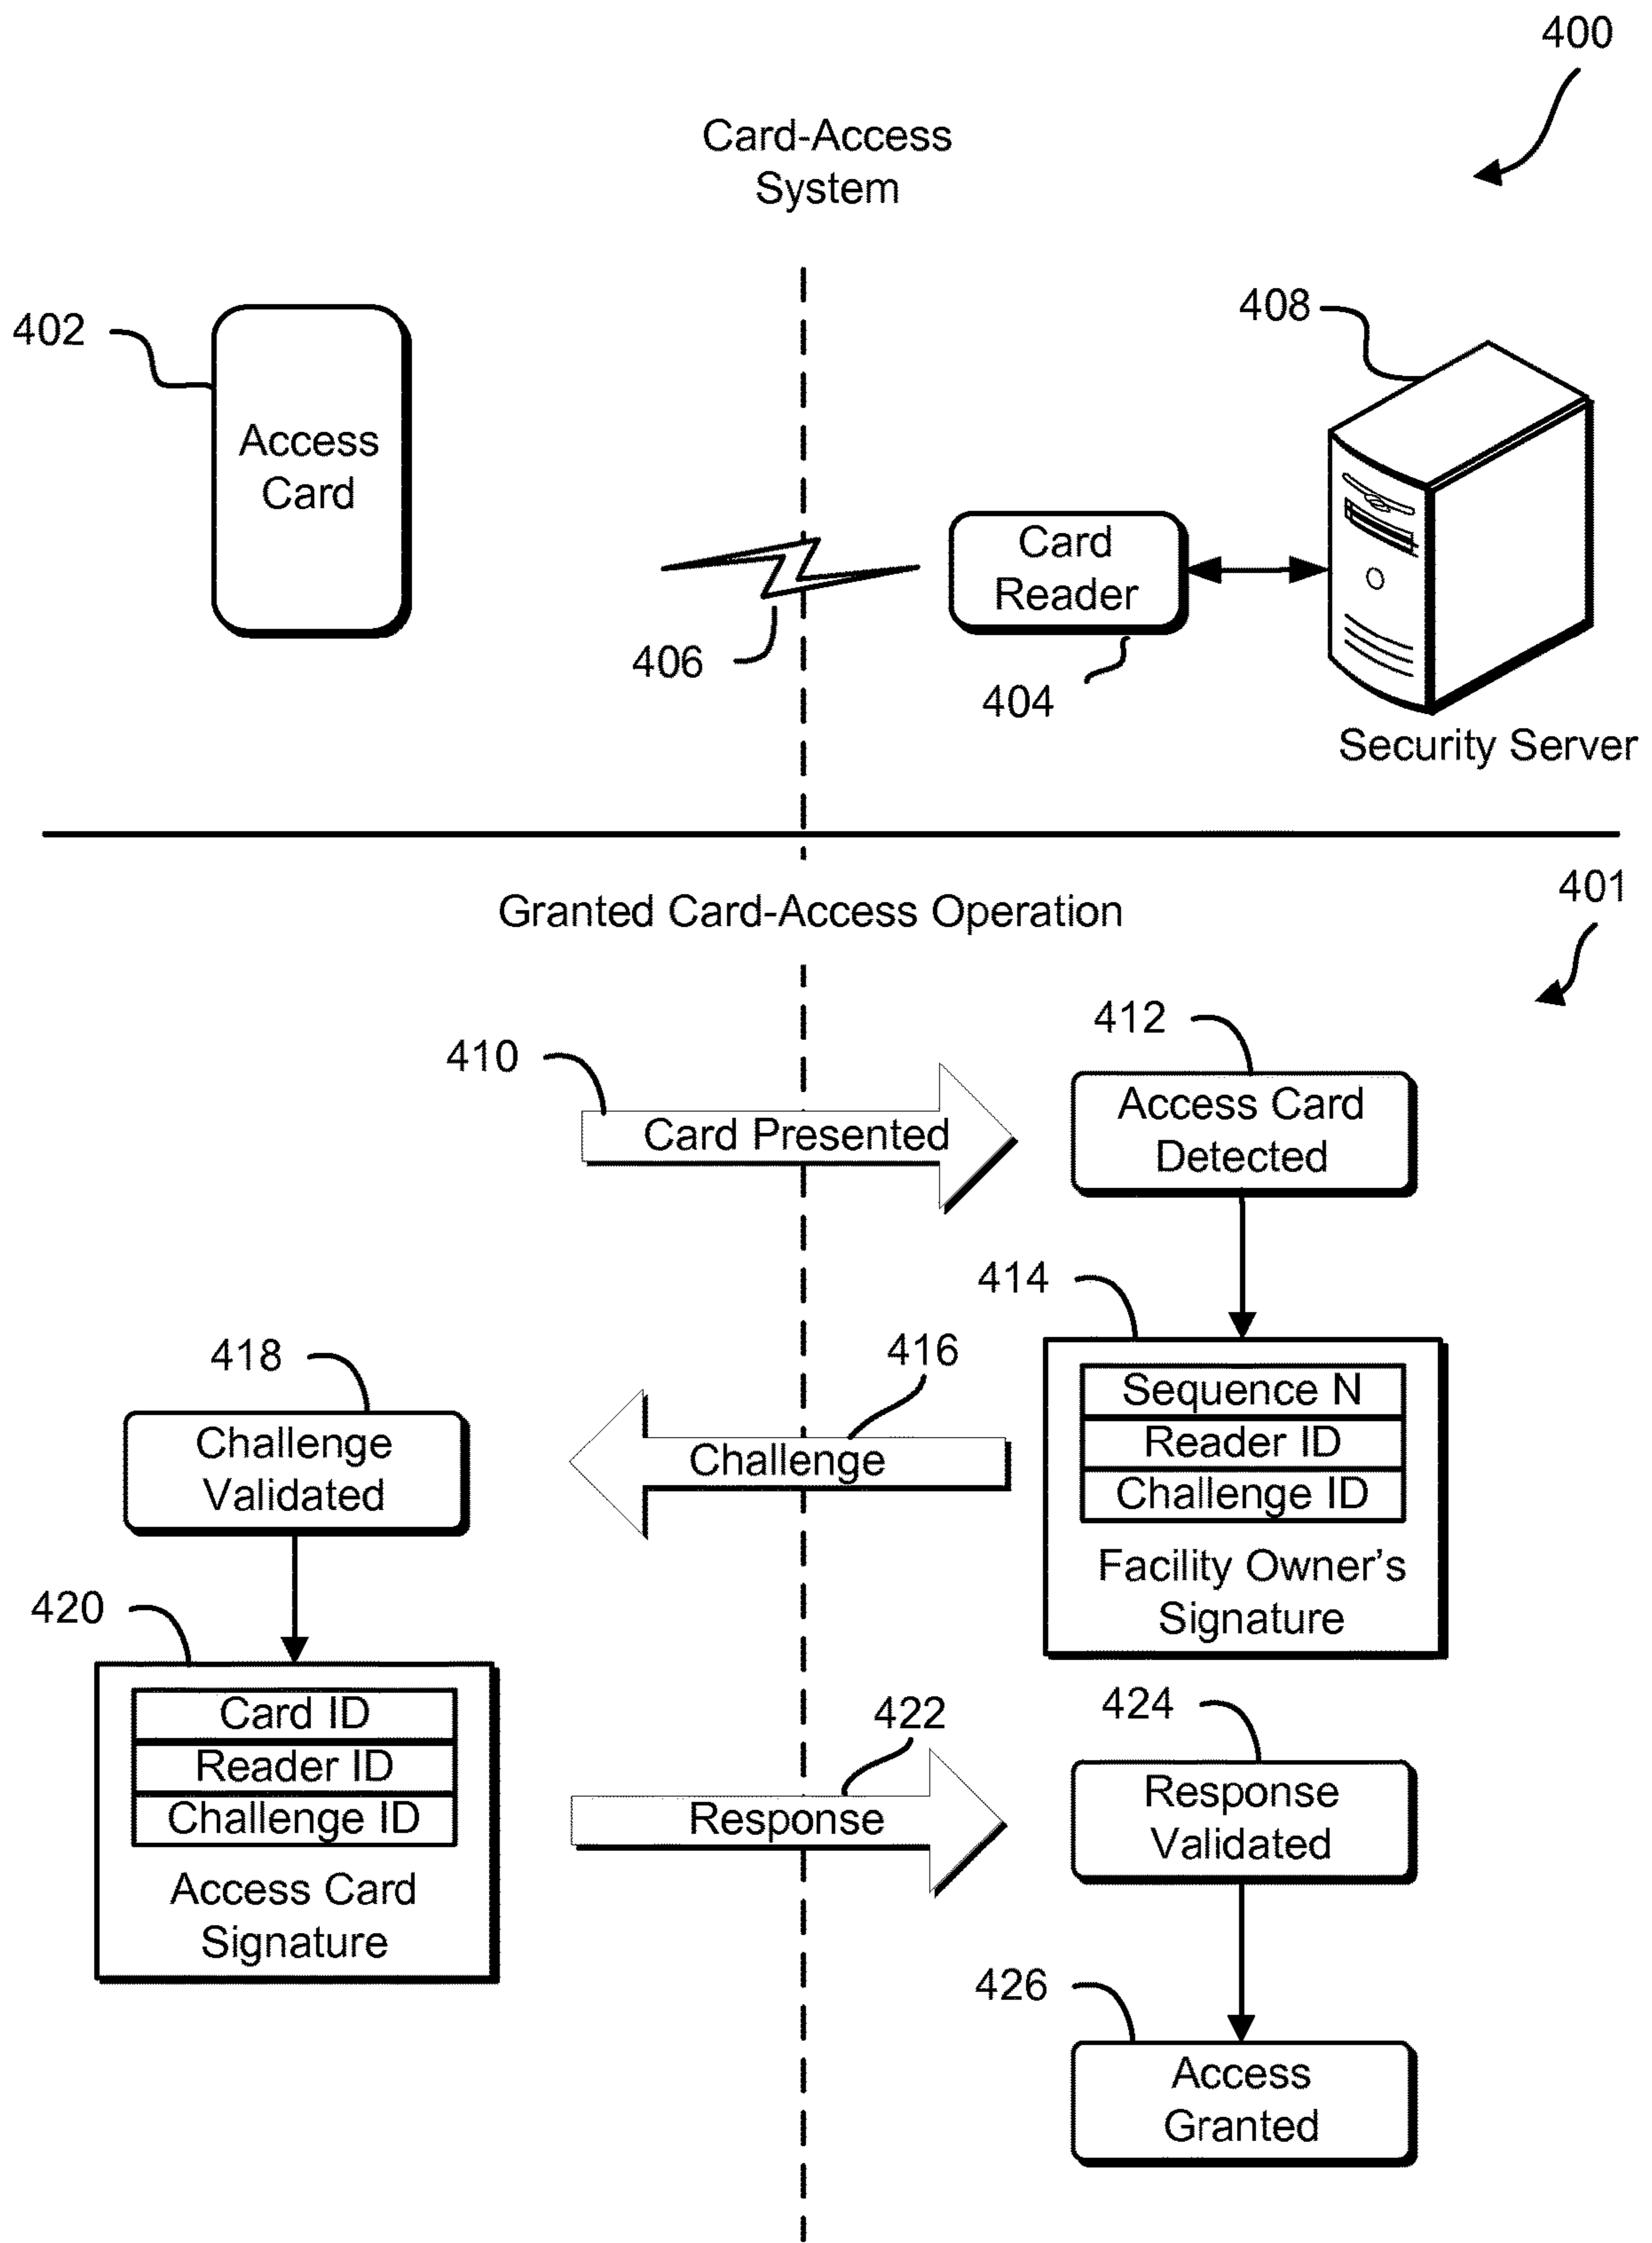 400
Card-Access
System
402
408
Access
Card
Card
Reader
406
404
Security Server
401
Granted Card-Access Operation
412
410
Access Card
Detected
Card Presented
414
418
416
Sequence N
Challenge
Validated
Reader ID
Challenge
Challenge ID
Facility Owner's
Signature
420
Card ID
422
424
Reader ID
Response
Validated
Challenge ID
Response
Access Card
Signature
426
Access
Granted